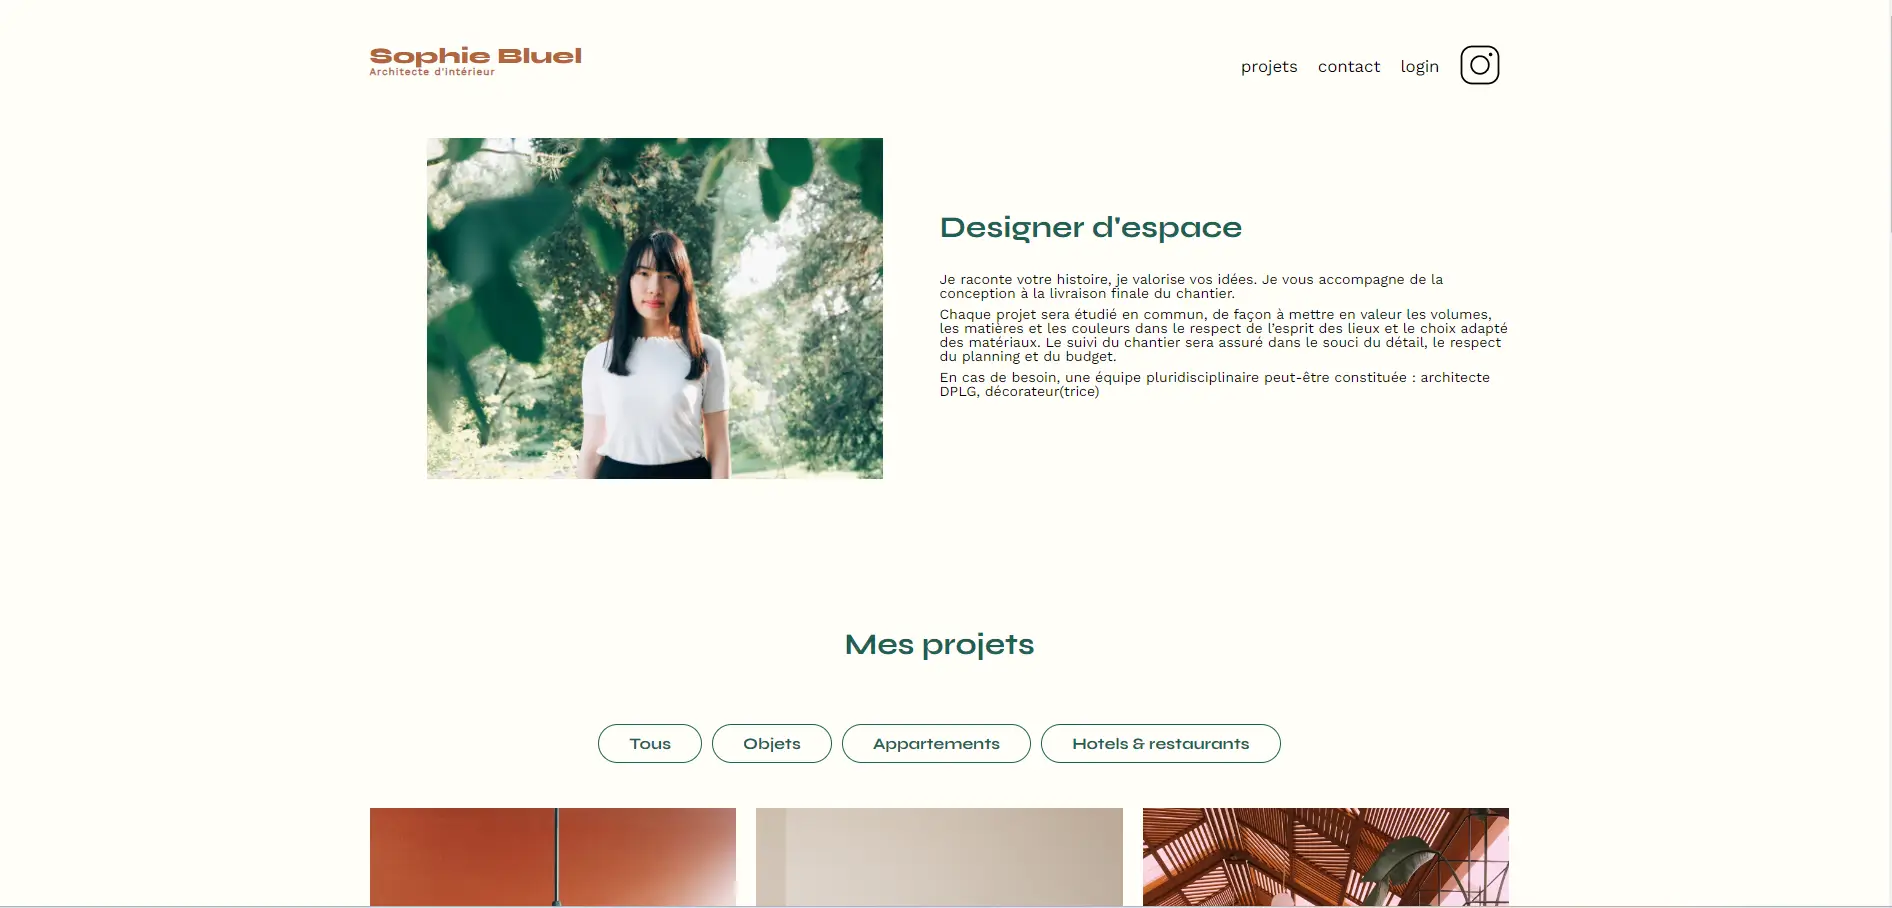 Sophie Bluel
Architecte d'intérieur
projets contact login
Designer d'espace
Je raconte votre histoire, je valorise vos idées. Je vous accompagne de la
conception à la livraison finale du chantier.
Chaque projet sera étudié en commun, de façon à mettre en valeur les volumes,
les matières et les couleurs dans le respect de l’esprit des lieux et le choix adapté
des matériaux. Le suivi du chantier sera assuré dans le souci du détail, le respect
du planning et du budget.
En cas de besoin, une équipe pluridisciplinaire peut-être constituée : architecte
DPLG, décorateur(trice)
Mes projets
Tous Objets Appartements Hotels & restaurants